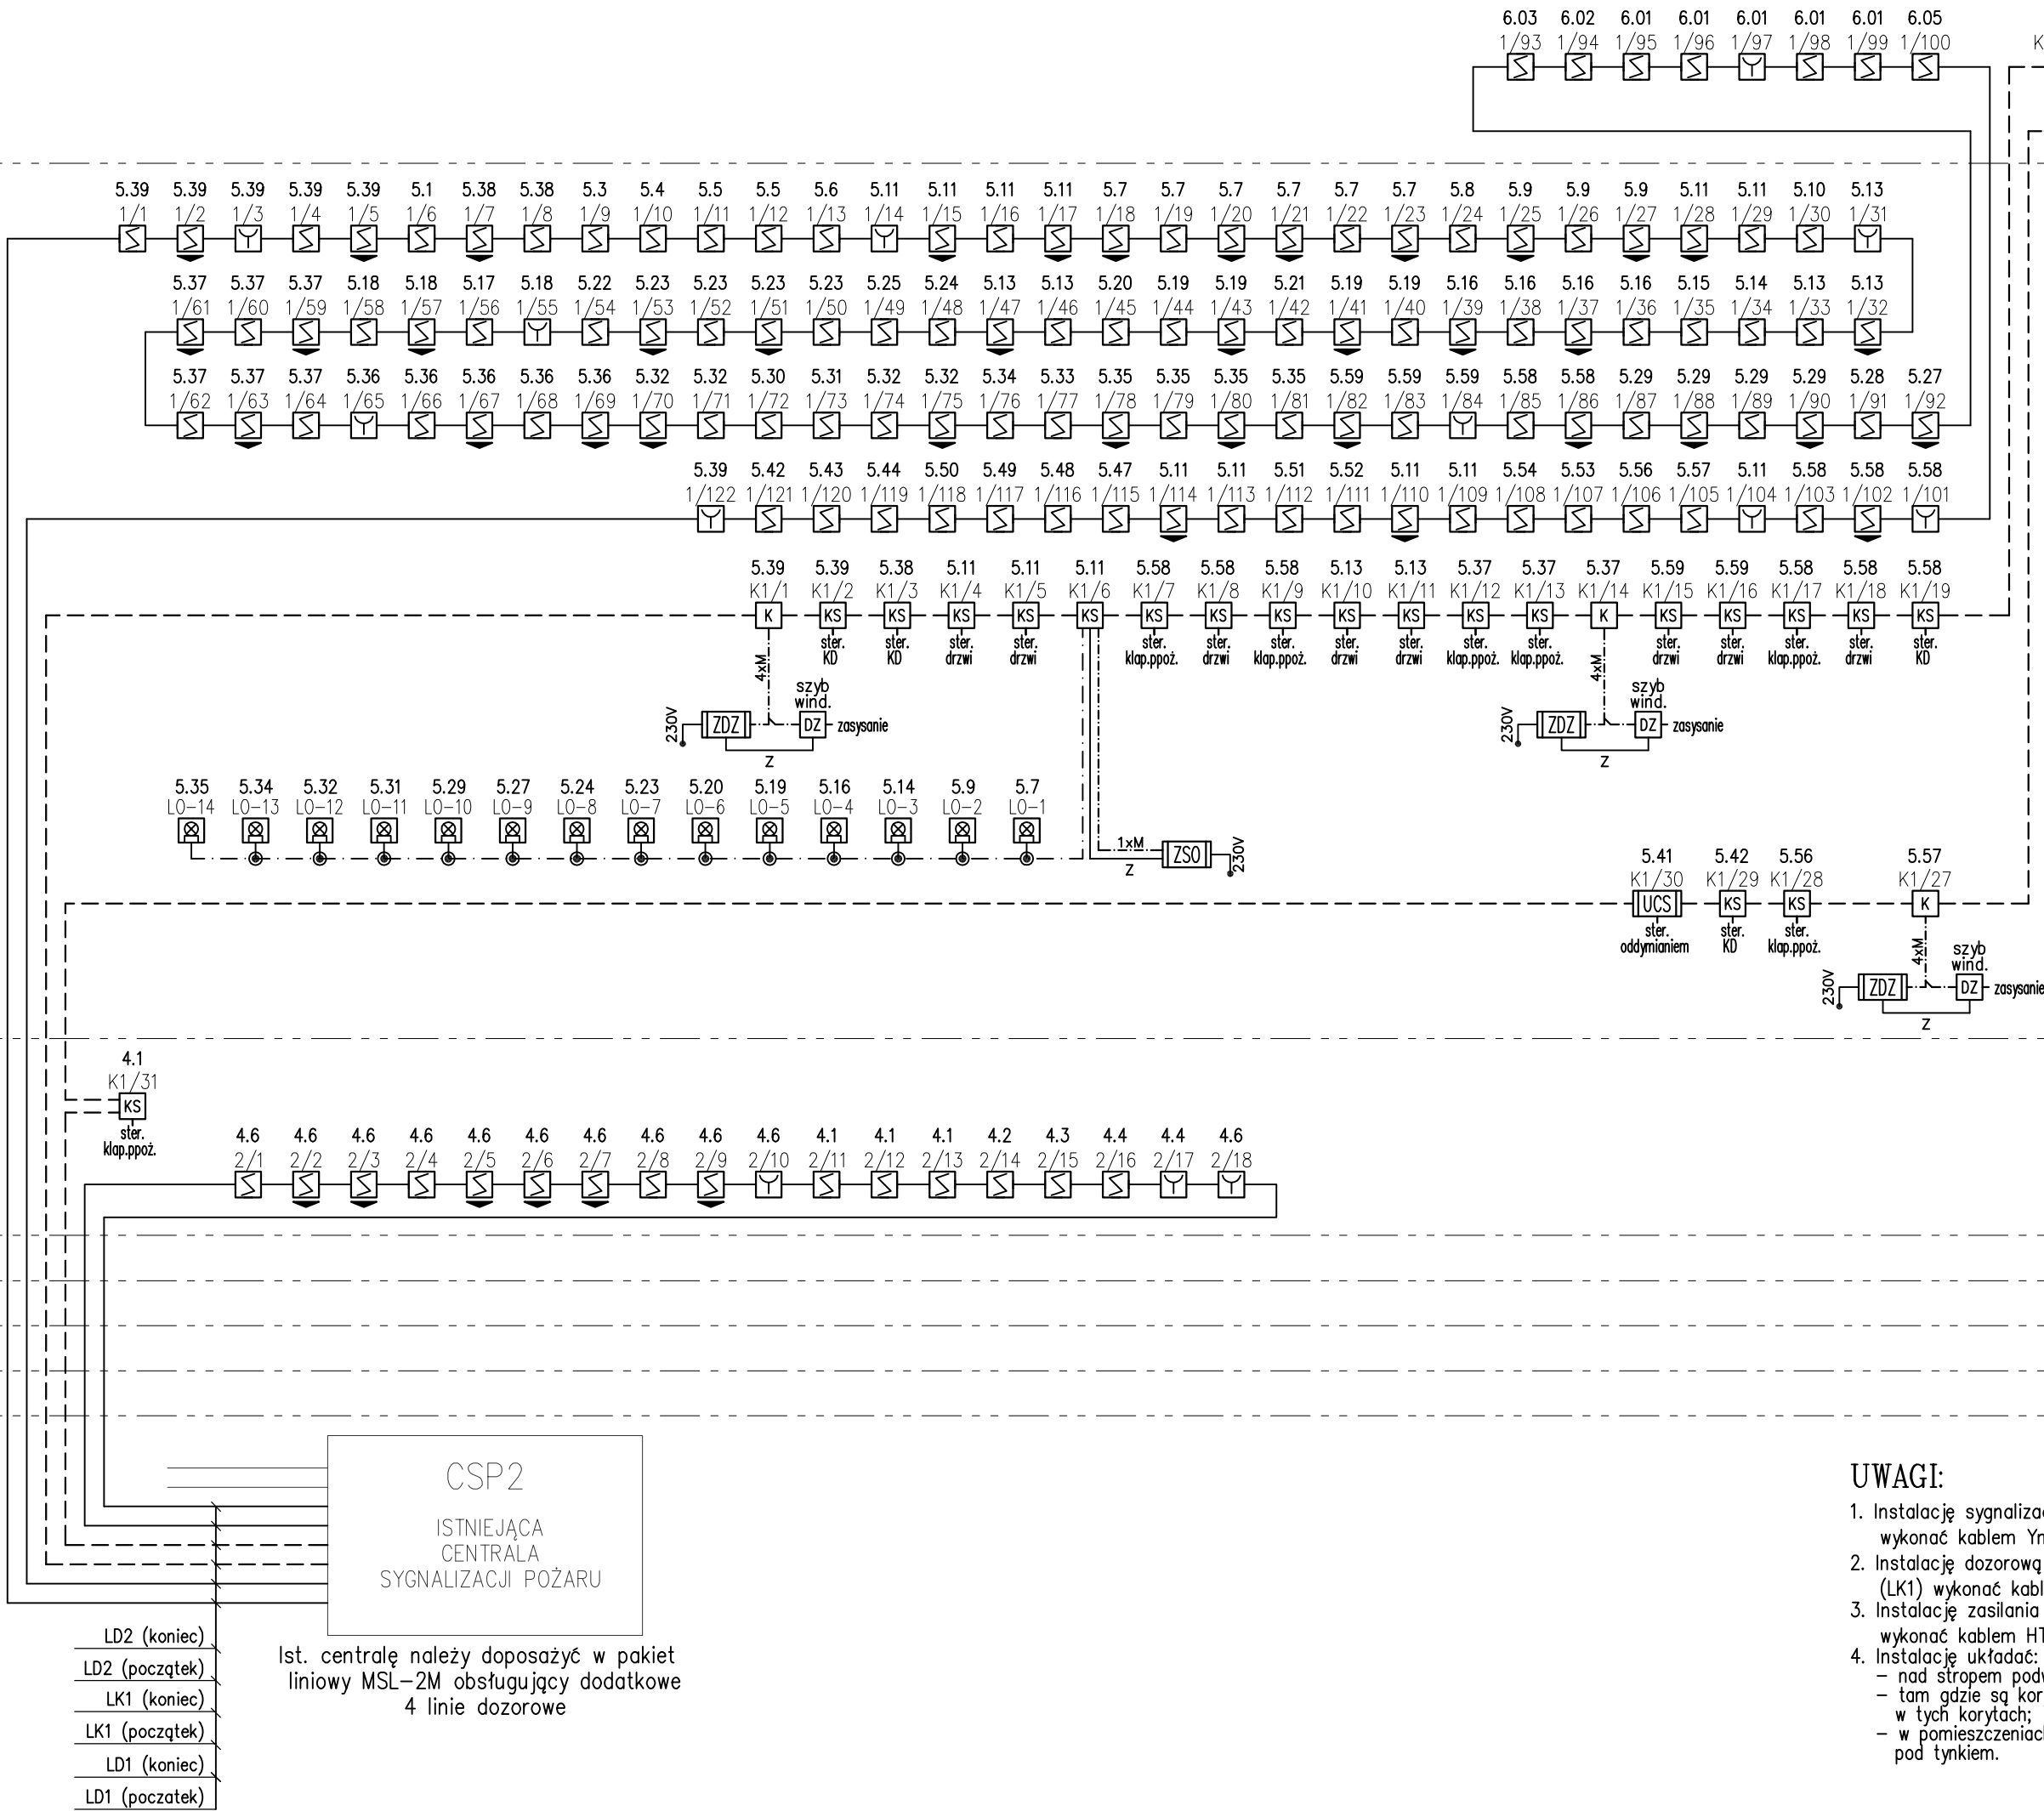 6.03 6.02 6.01 6.01 6.01 6.01 6.01 6.05
1/93 1/94 1/95 1/96 1/97 1/98 1/99 1/100
K
5.39 5.39 5.39 5.39 5.39 5.1 5.38 5.38 5.3 5.4 5.5 5.5 5.6 5.11 5.11 5.11 5.11 5.7 5.7 5.7 5.7 5.7 5.7 5.8 5.9 5.9 5.9 5.11 5.11 5.10 5.13
1/1 1/2 1/3 1/4 1/5 1/6 1/7 1/8 1/9 1/10 1/11 1/12 1/13 1/14 1/15 1/16 1/17 1/18 1/19 1/20 1/21 1/22 1/23 1/24 1/25 1/26 1/27 1/28 1/29 1/30 1/31
5.37 5.37 5.37 5.18 5.18 5.17 5.18 5.22 5.23 5.23 5.23 5.23 5.25 5.24 5.13 5.13 5.20 5.19 5.19 5.21 5.19 5.19 5.16 5.16 5.16 5.16 5.15 5.14 5.13 5.13
1/61 1/60 1/59 1/58 1/57 1/56 1/55 1/54 1/53 1/52 1/51 1/50 1/49 1/48 1/47 1/46 1/45 1/44 1/43 1/42 1/41 1/40 1/39 1/38 1/37 1/36 1/35 1/34 1/33 1/32
5.37 5.37 5.37 5.36 5.36 5.36 5.36 5.36 5.32 5.32 5.30 5.31 5.32 5.32 5.34 5.33 5.35 5.35 5.35 5.35 5.59 5.59 5.59 5.58 5.58 5.29 5.29 5.29 5.29 5.28 5.27
1/62 1/63 1/64 1/65 1/66 1/67 1/68 1/69 1/70 1/71 1/72 1/73 1/74 1/75 1/76 1/77 1/78 1/79 1/80 1/81 1/82 1/83 1/84 1/85 1/86 1/87 1/88 1/89 1/90 1/91 1/92
5.39 5.42 5.43 5.44 5.50 5.49 5.48 5.47 5.11 5.11 5.51 5.52 5.11 5.11 5.54 5.53 5.56 5.57 5.11 5.58 5.58 5.58
1/122 1/121 1/120 1/119 1/118 1/117 1/116 1/115 1/114 1/113 1/112 1/111 1/110 1/109 1/108 1/107 1/106 1/105 1/104 1/103 1/102 1/101
5.39 5.39 5.38 5.11 5.11 5.11 5.58 5.58 5.58 5.13 5.13 5.37 5.37 5.37 5.59 5.59 5.58 5.58 5.58
K1/1 K1/2 K1/3 K1/4 K1/5 K1/6 K1/7 K1/8 K1/9 K1/10 K1/11 K1/12 K1/13 K1/14 K1/15 K1/16 K1/17 K1/18 K1/19
K KS KS KS KS KS KS KS KS KS KS KS KS K KS KS KS KS KS
ster. ster. ster. ster. ster. ster. ster. ster. ster. ster. ster. ster. ster. ster. ster. ster.
KD KD drzwi drzwi klap.ppoż. drzwi klap.ppoż. drzwi drzwi klap.ppoż. klap.ppoż. drzwi drzwi klap.ppoż. drzwi KD
4xM 4xM
szyb szyb
wind. wind.
230V ZDZ DZ zasysanie 230V ZDZ DZ zasysanie
Z Z
5.35 5.34 5.32 5.31 5.29 5.27 5.24 5.23 5.20 5.19 5.16 5.14 5.9 5.7
LO-14 LO-13 LO-12 LO-11 LO-10 LO-9 LO-8 LO-7 LO-6 LO-5 LO-4 LO-3 LO-2 LO-1
1xM ZSO 230V
Z
5.41 5.42 5.56 5.57
K1/30 K1/29 K1/28 K1/27
UCS KS KS K
ster. ster. ster.
oddymianiem KD klap.ppoż.
4xM
szyb
wind.
230V ZDZ DZ zasysanie
Z
4.1
K1/31
KS
ster.
klap.ppoż.
4.6 4.6 4.6 4.6 4.6 4.6 4.6 4.6 4.6 4.6 4.1 4.1 4.1 4.2 4.3 4.4 4.4 4.6
2/1 2/2 2/3 2/4 2/5 2/6 2/7 2/8 2/9 2/10 2/11 2/12 2/13 2/14 2/15 2/16 2/17 2/18
CSP2
ISTNIEJĄCA
CENTRALA
SYGNALIZACJI POŻARU
LD2 (koniec)
LD2 (początek)
LK1 (koniec)
LK1 (początek)
LD1 (koniec)
LD1 (poczatek)
Ist. centralę należy doposażyć w pakiet
liniowy MSL-2M obsługujący dodatkowe
4 linie dozorowe
UWAGI:
1. Instalację sygnaliza
wykonać kablem Yn
2. Instalację dozorową
(LK1) wykonać kabl
3. Instalację zasilania
wykonać kablem HT
4. Instalację układać:
- nad stropem pod
- tam gdzie są kor
w tych korytach;
- w pomieszczeniac
pod tynkiem.